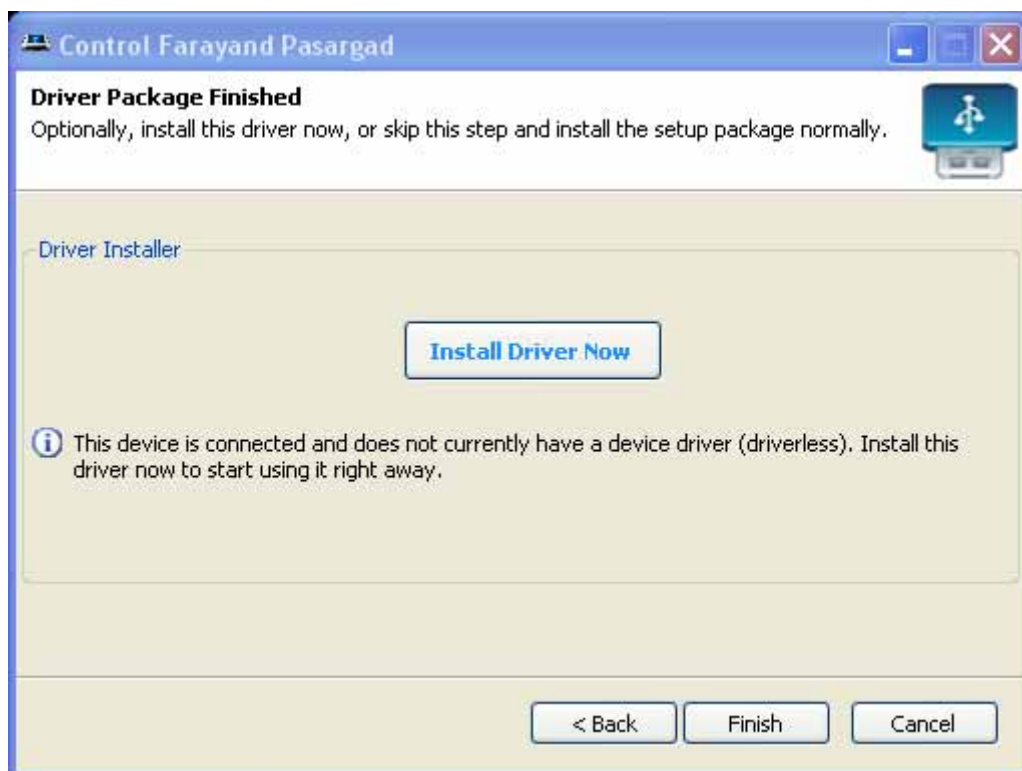 Control Farayand Pasargad
Driver Package Finished
Optionally, install this driver now, or skip this step and install the setup package normally.
Driver Installer
Install Driver Now
This device is connected and does not currently have a device driver (driverless). Install this
driver now to start using it right away.
< Back
Finish
Cancel